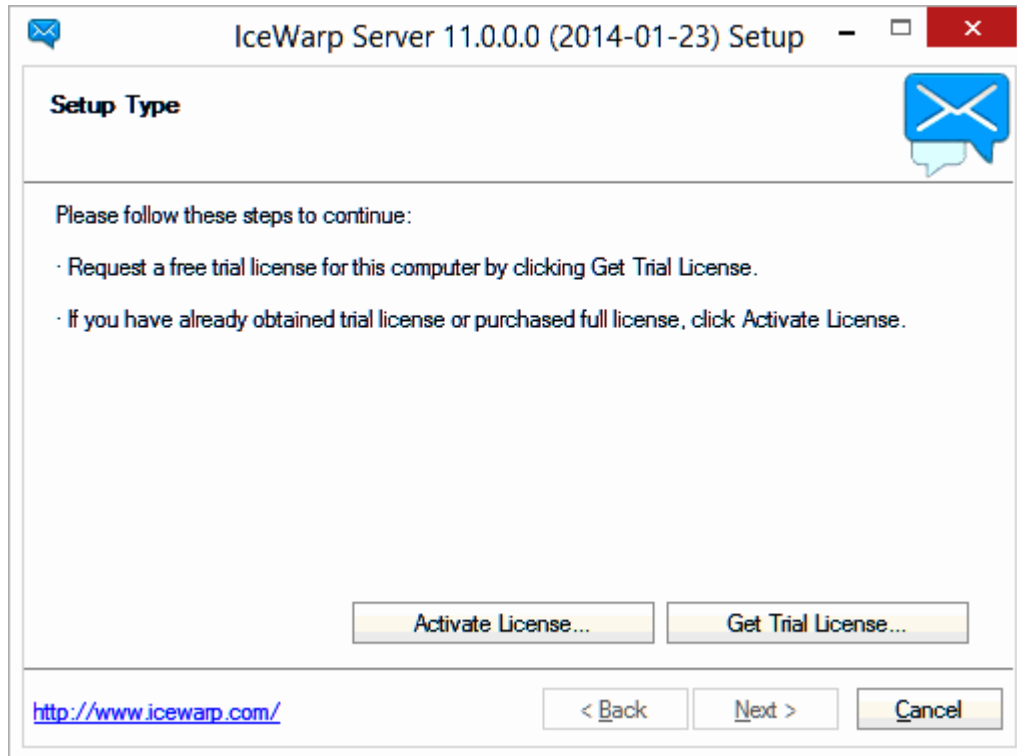 IceWarp Server 11.0.0.0 (2014-01-23) Setup
Setup Type
Please follow these steps to continue:
· Request a free trial license for this computer by clicking Get Trial License.
· If you have already obtained trial license or purchased full license, click Activate License.
Activate License... Get Trial License...
http://www.icewarp.com/ < Back Next > Cancel